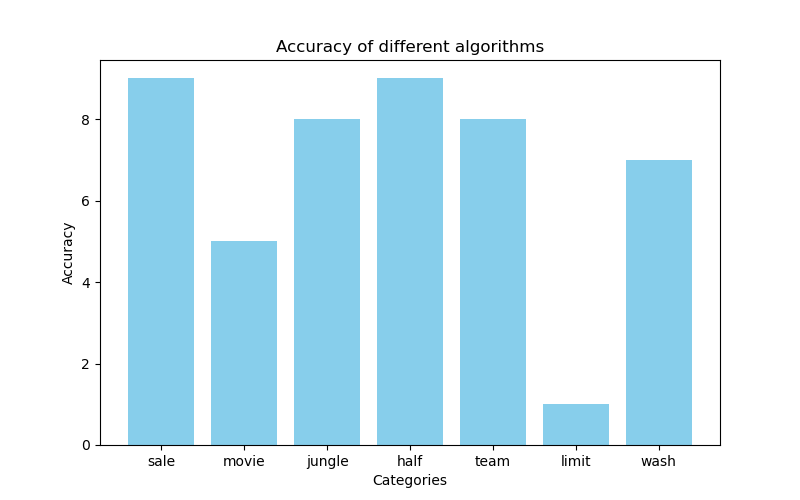 Accuracy of different algorithms
Accuracy
8
6
4
2
0
sale movie jungle half team limit wash
Categories